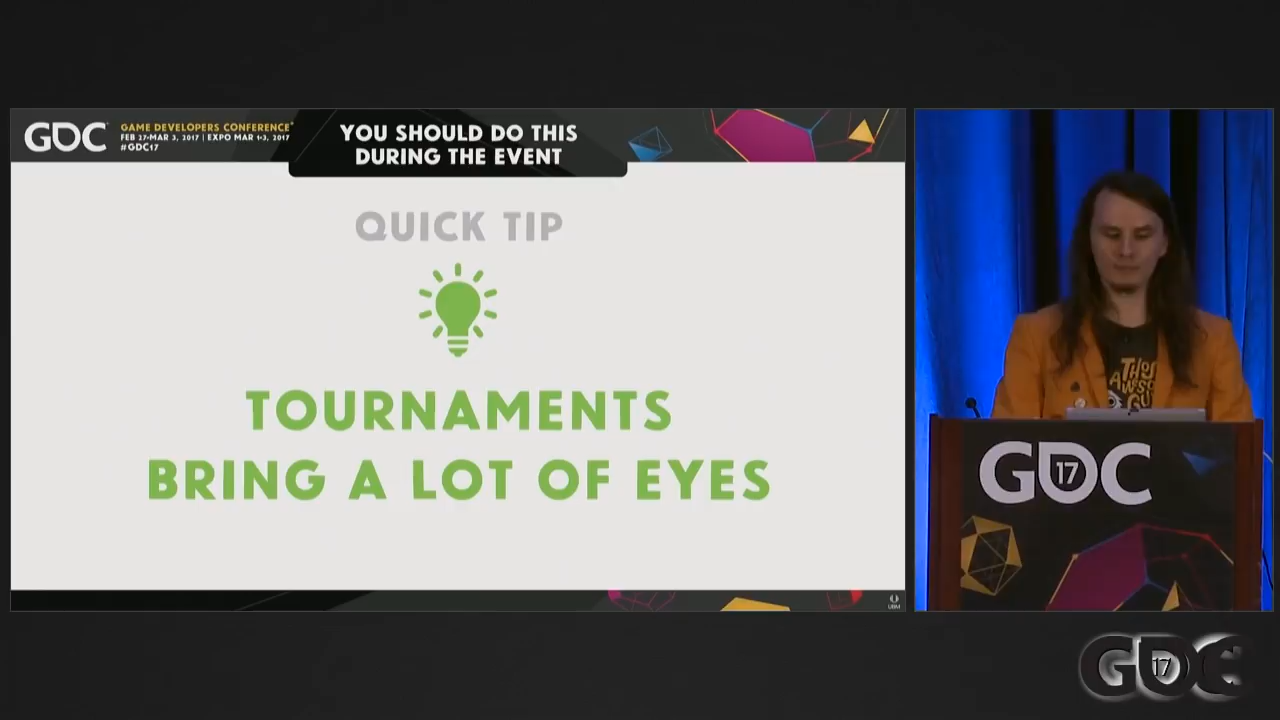 GDC
GAME DEVELOPERS CONFERENCE
FEB 27-MAR 3, 2017 | EXPO MAR 1-3, 2017
#GDC17
YOU SHOULD DO THIS
DURING THE EVENT
QUICK TIP
TOURNAMENTS
BRING A LOT OF EYES
UBM
GDC
17
GDC
17